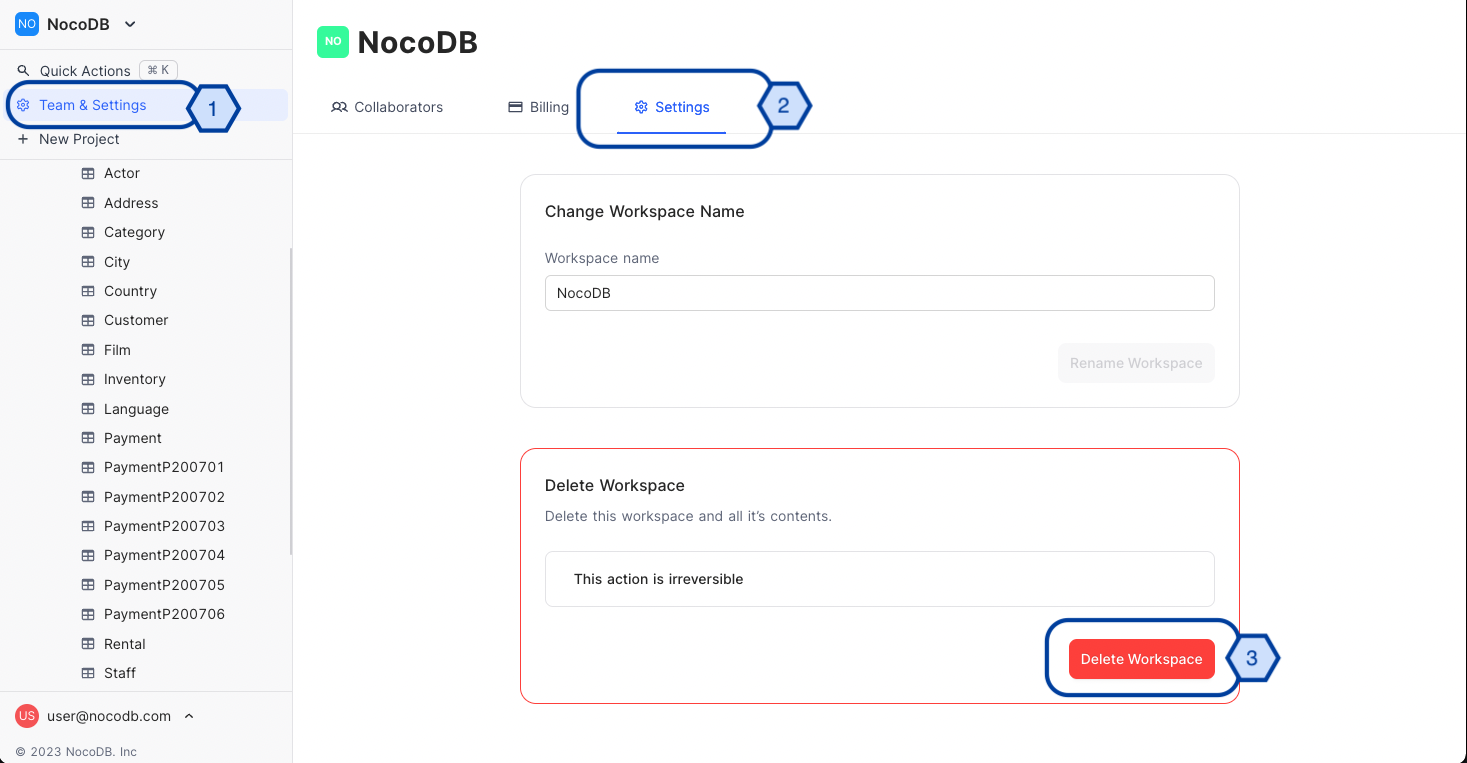 NO NocoDB
Quick Actions ⌘ K
Team & Settings 1
New Project
Actor
Address
Category
City
Country
Customer
Film
Inventory
Language
Payment
PaymentP200701
PaymentP200702
PaymentP200703
PaymentP200704
PaymentP200705
PaymentP200706
Rental
Staff
US user@nocodb.com
© 2023 NocoDB. Inc
NO NocoDB
Collaborators Billing Settings 2
Change Workspace Name
Workspace name
NocoDB
Rename Workspace
Delete Workspace
Delete this workspace and all it’s contents.
This action is irreversible
Delete Workspace 3